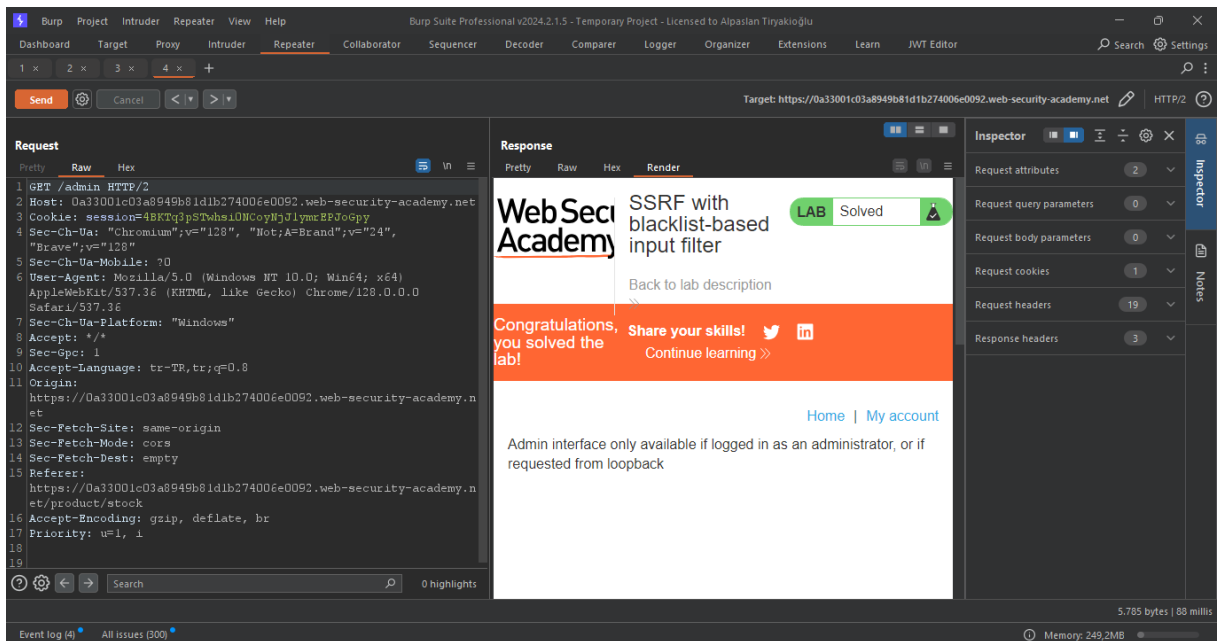 Burp Project Intruder Repeater View Help Burp Suite Professional v2024.2.1.5 - Temporary Project - Licensed to Alpaslan Tiryakioğlu
Dashboard Target Proxy Intruder Repeater Collaborator Sequencer Decoder Comparer Logger Organizer Extensions Learn JWT Editor Search Settings
1 × 2 × 3 × 4 × +
Send Cancel Target: https://0a33001c03a8949b81d1b274006e0092.web-security-academy.net HTTP/2
Request
Pretty Raw Hex \n
1 GET /admin HTTP/2
2 Host: 0a33001c03a8949b81d1b274006e0092.web-security-academy.net
3 Cookie: session=4BKTq3pSTwhsiONCoyNjJlymrEPJoGpy
4 Sec-Ch-Ua: "Chromium";v="128", "Not;A=Brand";v="24",
"Brave";v="128"
5 Sec-Ch-Ua-Mobile: ?0
6 User-Agent: Mozilla/5.0 (Windows NT 10.0; Win64; x64)
AppleWebKit/537.36 (KHTML, like Gecko) Chrome/128.0.0.0
Safari/537.36
7 Sec-Ch-Ua-Platform: "Windows"
8 Accept: */*
9 Sec-Gpc: 1
10 Accept-Language: tr-TR,tr;q=0.8
11 Origin:
https://0a33001c03a8949b81d1b274006e0092.web-security-academy.n
et
12 Sec-Fetch-Site: same-origin
13 Sec-Fetch-Mode: cors
14 Sec-Fetch-Dest: empty
15 Referer:
https://0a33001c03a8949b81d1b274006e0092.web-security-academy.n
et/product/stock
16 Accept-Encoding: gzip, deflate, br
17 Priority: u=1, i
18
19
Search 0 highlights
Response
Pretty Raw Hex Render \n
Web Secu
Academy
SSRF with
blacklist-based
input filter
LAB Solved
Back to lab description
Congratulations,
you solved the
lab!
Share your skills!
Continue learning
Home | My account
Admin interface only available if logged in as an administrator, or if
requested from loopback
Inspector
Request attributes 2
Request query parameters 0
Request body parameters 0
Request cookies 1
Request headers 19
Response headers 3
Inspector
Notes
5.785 bytes | 88 millis
Event log (4) All issues (300) Memory: 249,2MB